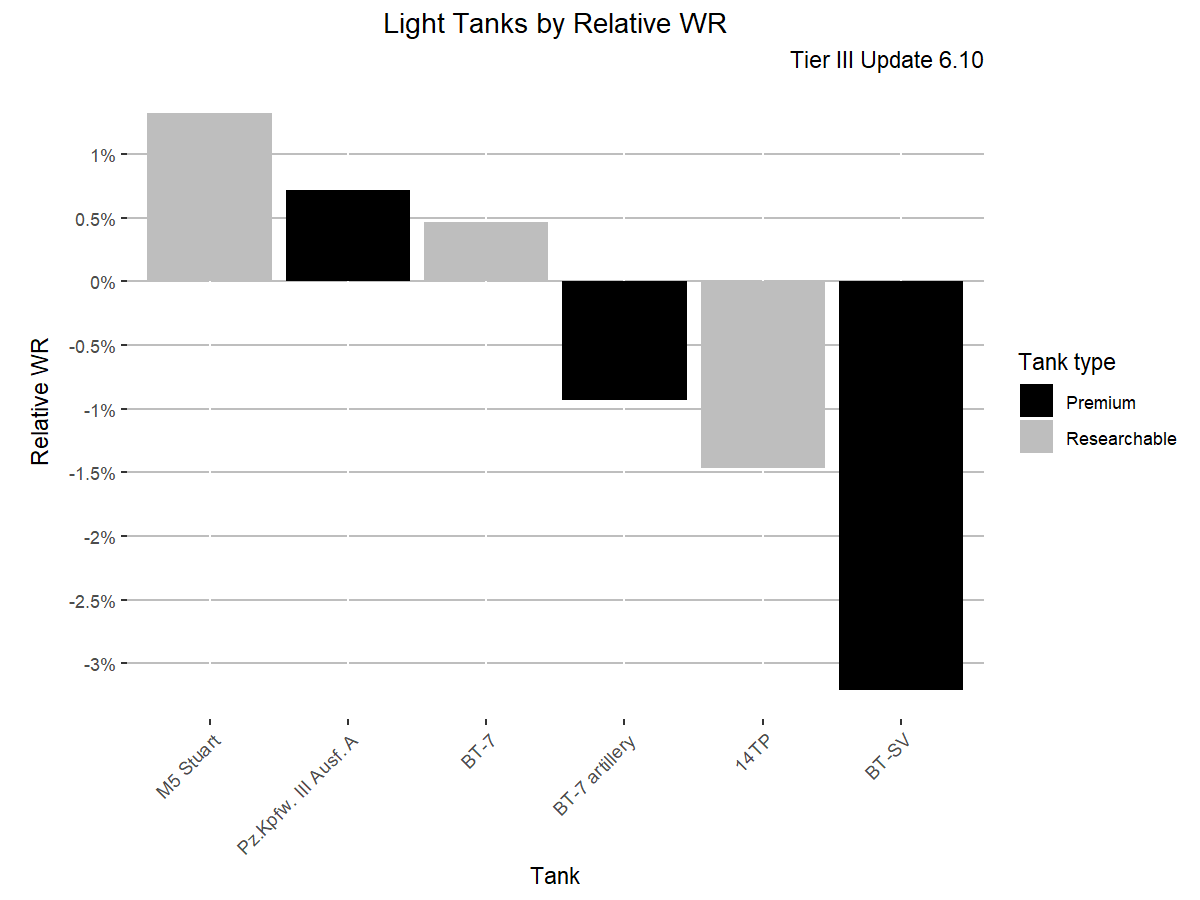 Light Tanks by Relative WR
Tier III Update 6.10
Relative WR
1%
0.5%
0%
-0.5%
-1%
-1.5%
-2%
-2.5%
-3%
M5 Stuart
Pz.Kpfw. III Ausf. A
BT-7
BT-7 artillery
14TP
BT-SV
Tank
Tank type
Premium
Researchable